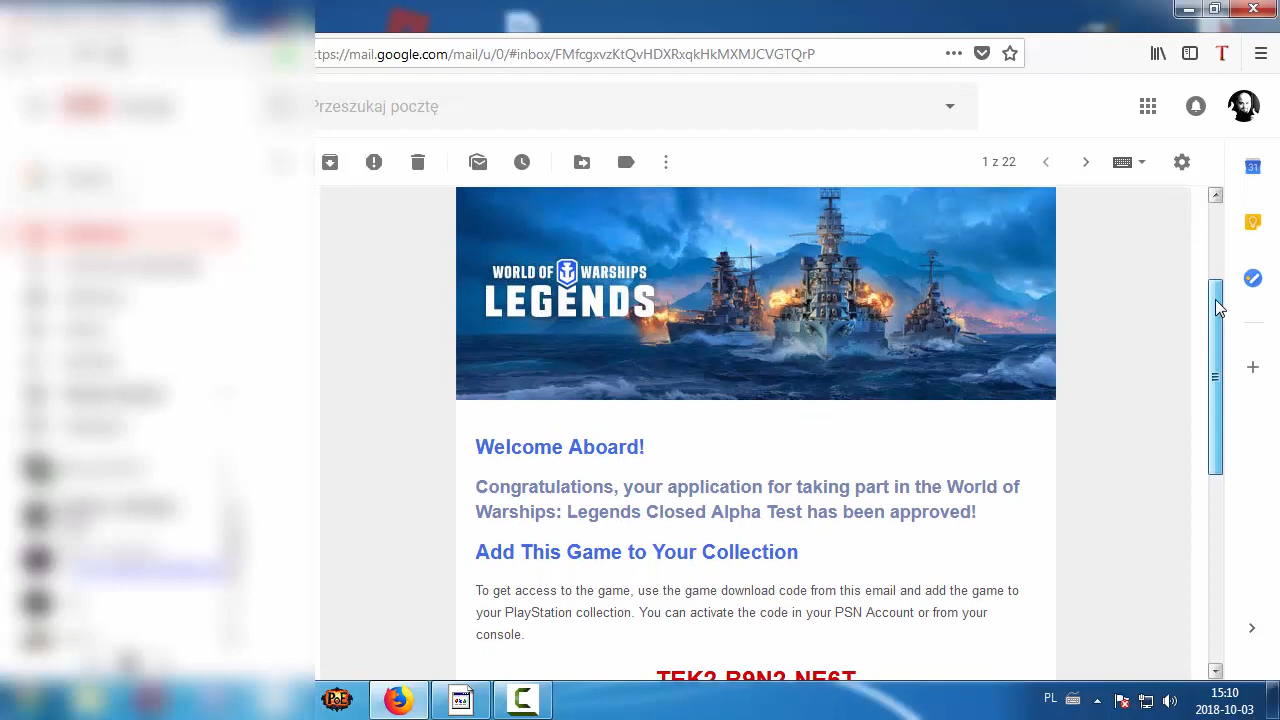 ttps://mail.google.com/mail/u/0/#inbox/FMfcgxvzKtQvHDXRxqkHkMXMJCVGTQrP
Przeszukaj pocztę
1 z 22
31
WORLD OF WARSHIPS
LEGENDS
Welcome Aboard!
Congratulations, your application for taking part in the World of
Warships: Legends Closed Alpha Test has been approved!
Add This Game to Your Collection
To get access to the game, use the game download code from this email and add the game to
your PlayStation collection. You can activate the code in your PSN Account or from your
console.
PoE
PL
15:10
2018-10-03